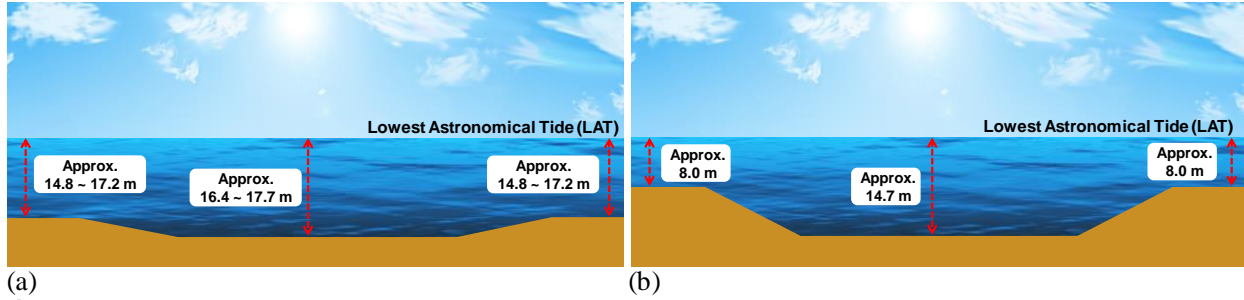 Lowest Astronomical Tide (LAT)
Approx.
14.8 ~ 17.2 m
Approx.
16.4 ~ 17.7 m
Approx.
14.8 ~ 17.2 m
(a)
Lowest Astronomical Tide (LAT)
Approx.
8.0 m
Approx.
14.7 m
Approx.
8.0 m
(b)